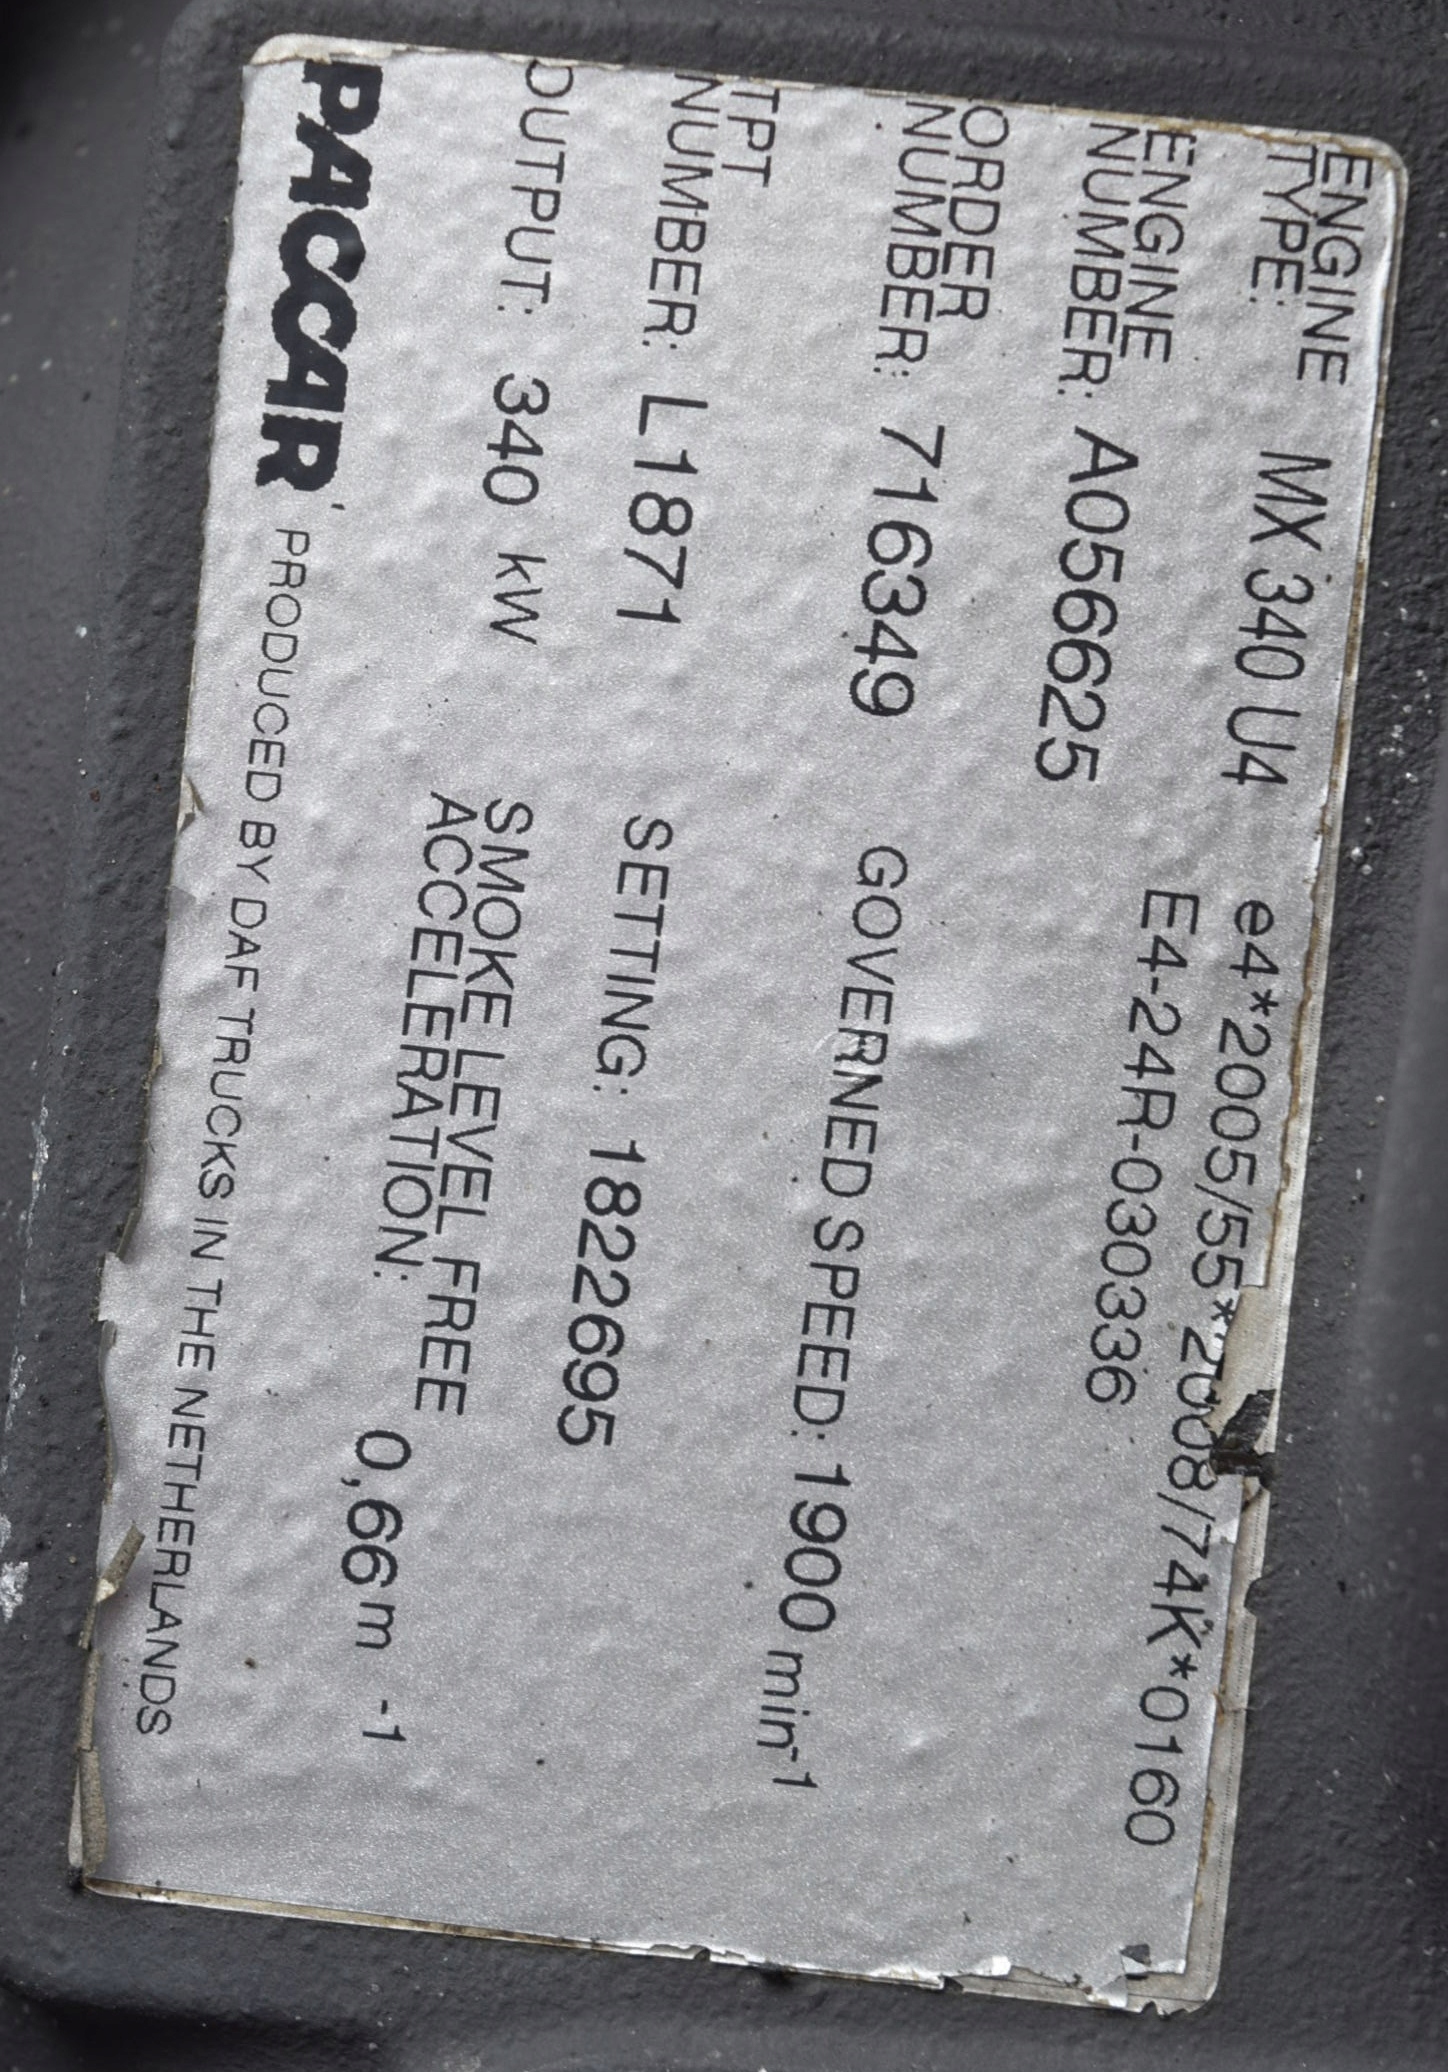 ENGINE
TYPE: MX 340 U4 e4*2005/55*2008/74K*0160
ENGINE E4-24R-030336
NUMBER: A056625
ORDER
NUMBER: 716349 GOVERNED SPEED: 1900 min-1
TPT
NUMBER: L1871 SETTING: 1822695
OUTPUT: 340 kW SMOKE LEVEL FREE
ACCELERATION: 0,66 m -1
PACCAR PRODUCED BY DAF TRUCKS IN THE NETHERLANDS